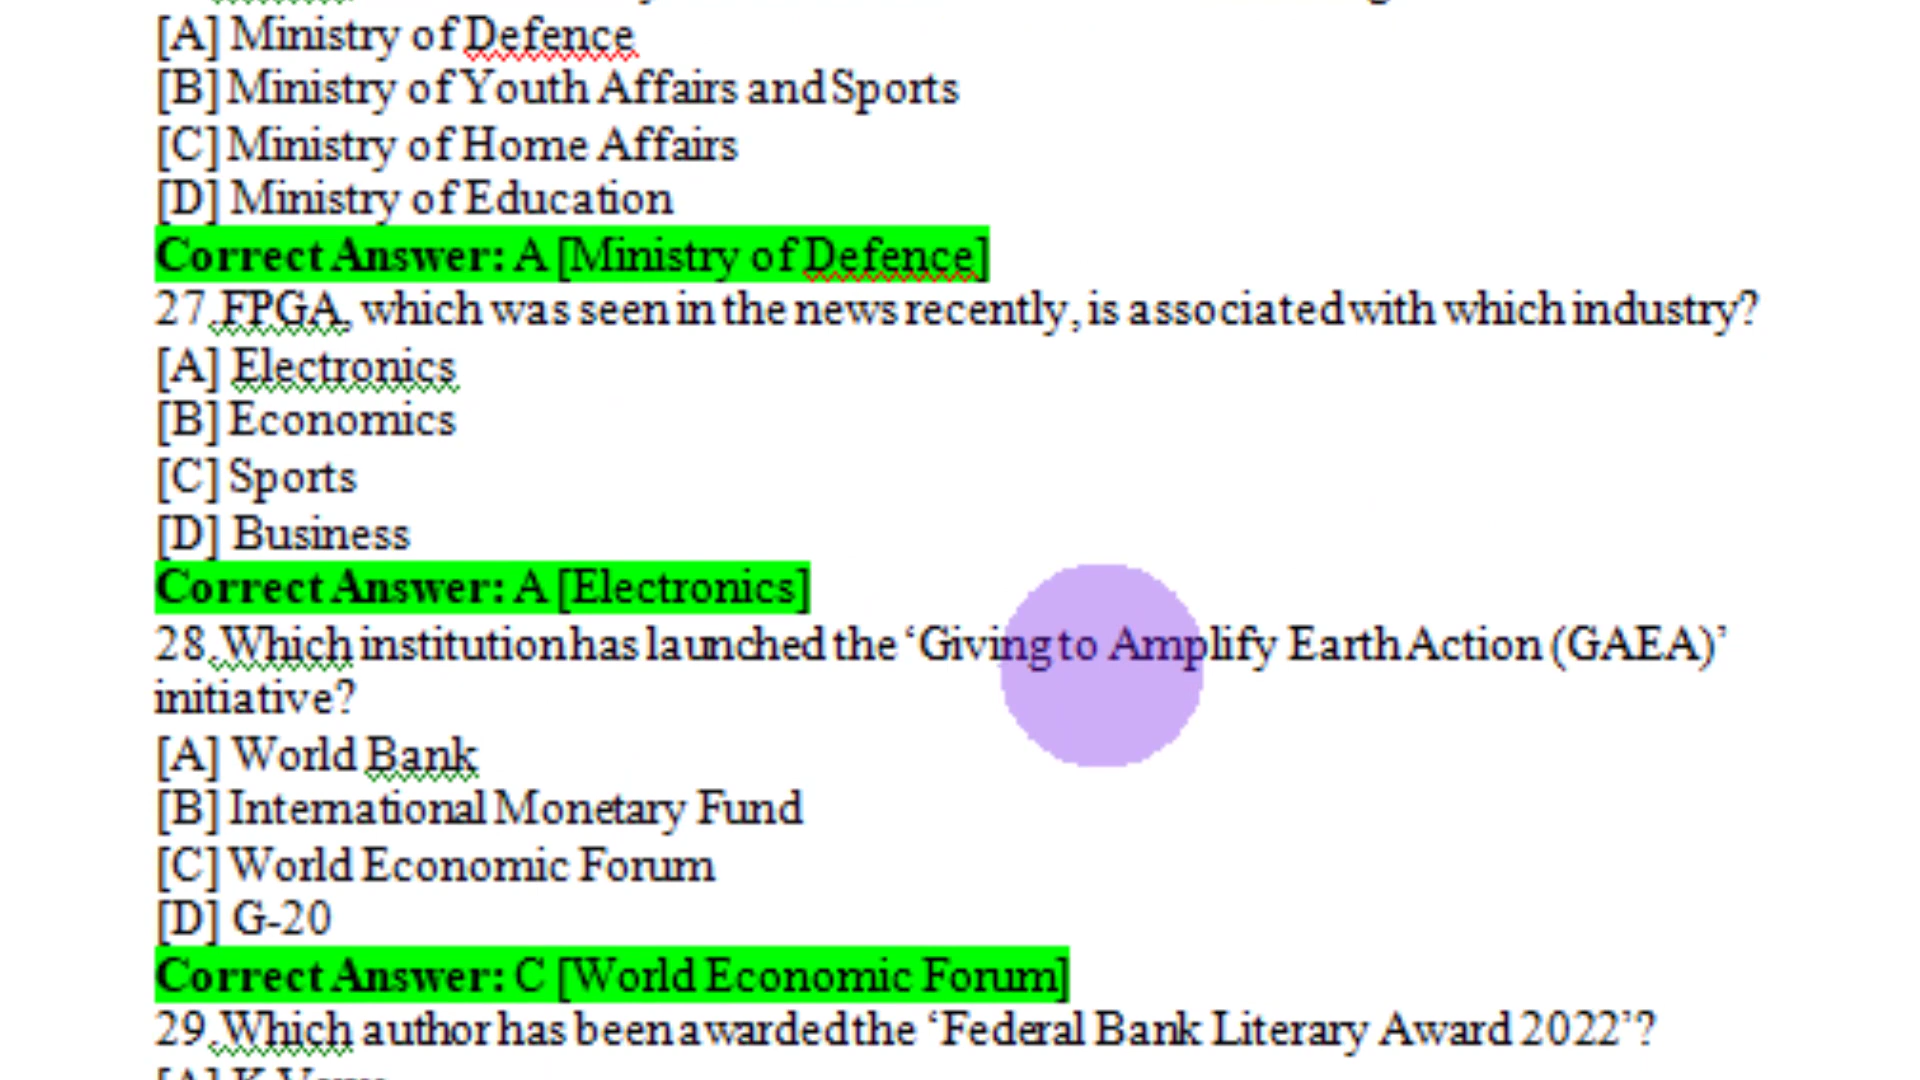 [A] Ministry of Defence
[B] Ministry of Youth Affairs and Sports
[C] Ministry of Home Affairs
[D] Ministry of Education
Correct Answer: A [Ministry of Defence]
27.FPGA, which was seen in the news recently, is associated with which industry?
[A] Electronics
[B] Economics
[C] Sports
[D] Business
Correct Answer: A [Electronics]
28.Which institution has launched the ‘Giving to Amplify Earth Action (GAEA)’
initiative?
[A] World Bank
[B] International Monetary Fund
[C] World Economic Forum
[D] G-20
Correct Answer: C [World Economic Forum]
29.Which author has been awarded the ‘Federal Bank Literary Award 2022’?